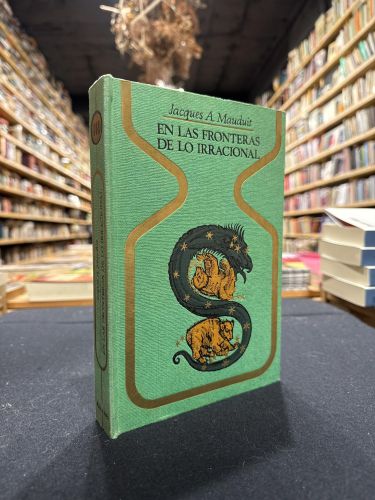 Jacques A. Mauduit
EN LAS FRONTERAS
DE LO IRRACIONAL